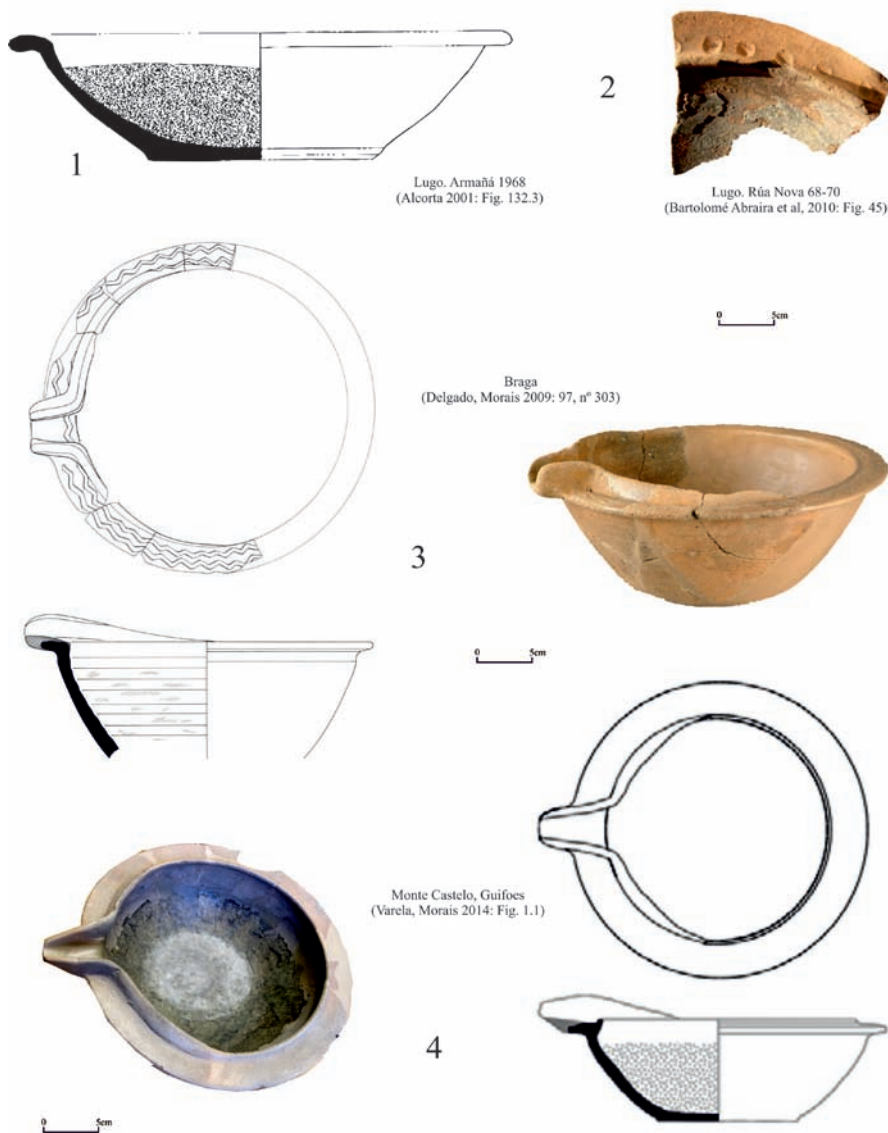 1
Lugo. Armañá 1968
(Alcorta 2001: Fig. 132.3)
2
Lugo. Rúa Nova 68-70
(Bartolomé Abraira et al, 2010: Fig. 45)
0 5cm
Braga
(Delgado, Morais 2009: 97, nº 303)
3
0 5cm
Monte Castelo, Guifoes
(Varela, Morais 2014: Fig. 1.1)
4
0 5cm